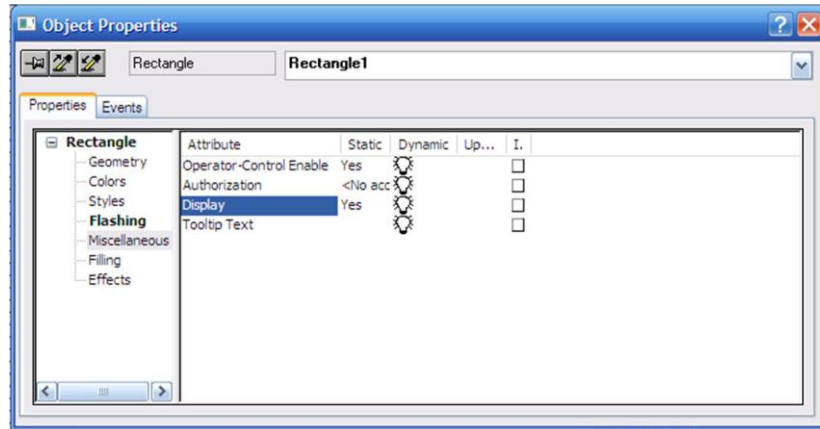 Object Properties
Rectangle Rectangle1
Properties Events
Rectangle
Geometry
Colors
Styles
Flashing
Miscellaneous
Filling
Effects
Attribute Static Dynamic Up... I.
Operator-Control Enable Yes
Authorization <No acc
Display Yes
Tooltip Text